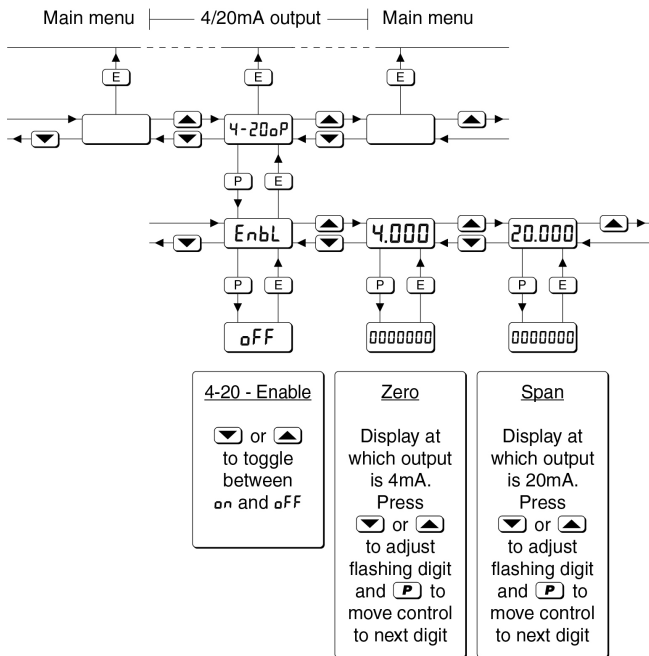 Main menu 4/20mA output Main menu
E E E
4-20oP
P E
EnbL 4.000 20.000
P E P E P E
oFF 0000000 0000000
4-20 - Enable
or
to toggle
between
on and oFF
Zero
Display at
which output
is 4mA.
Press
or
to adjust
flashing digit
and P to
move control
to next digit
Span
Display at
which output
is 20mA.
Press
or
to adjust
flashing digit
and P to
move control
to next digit